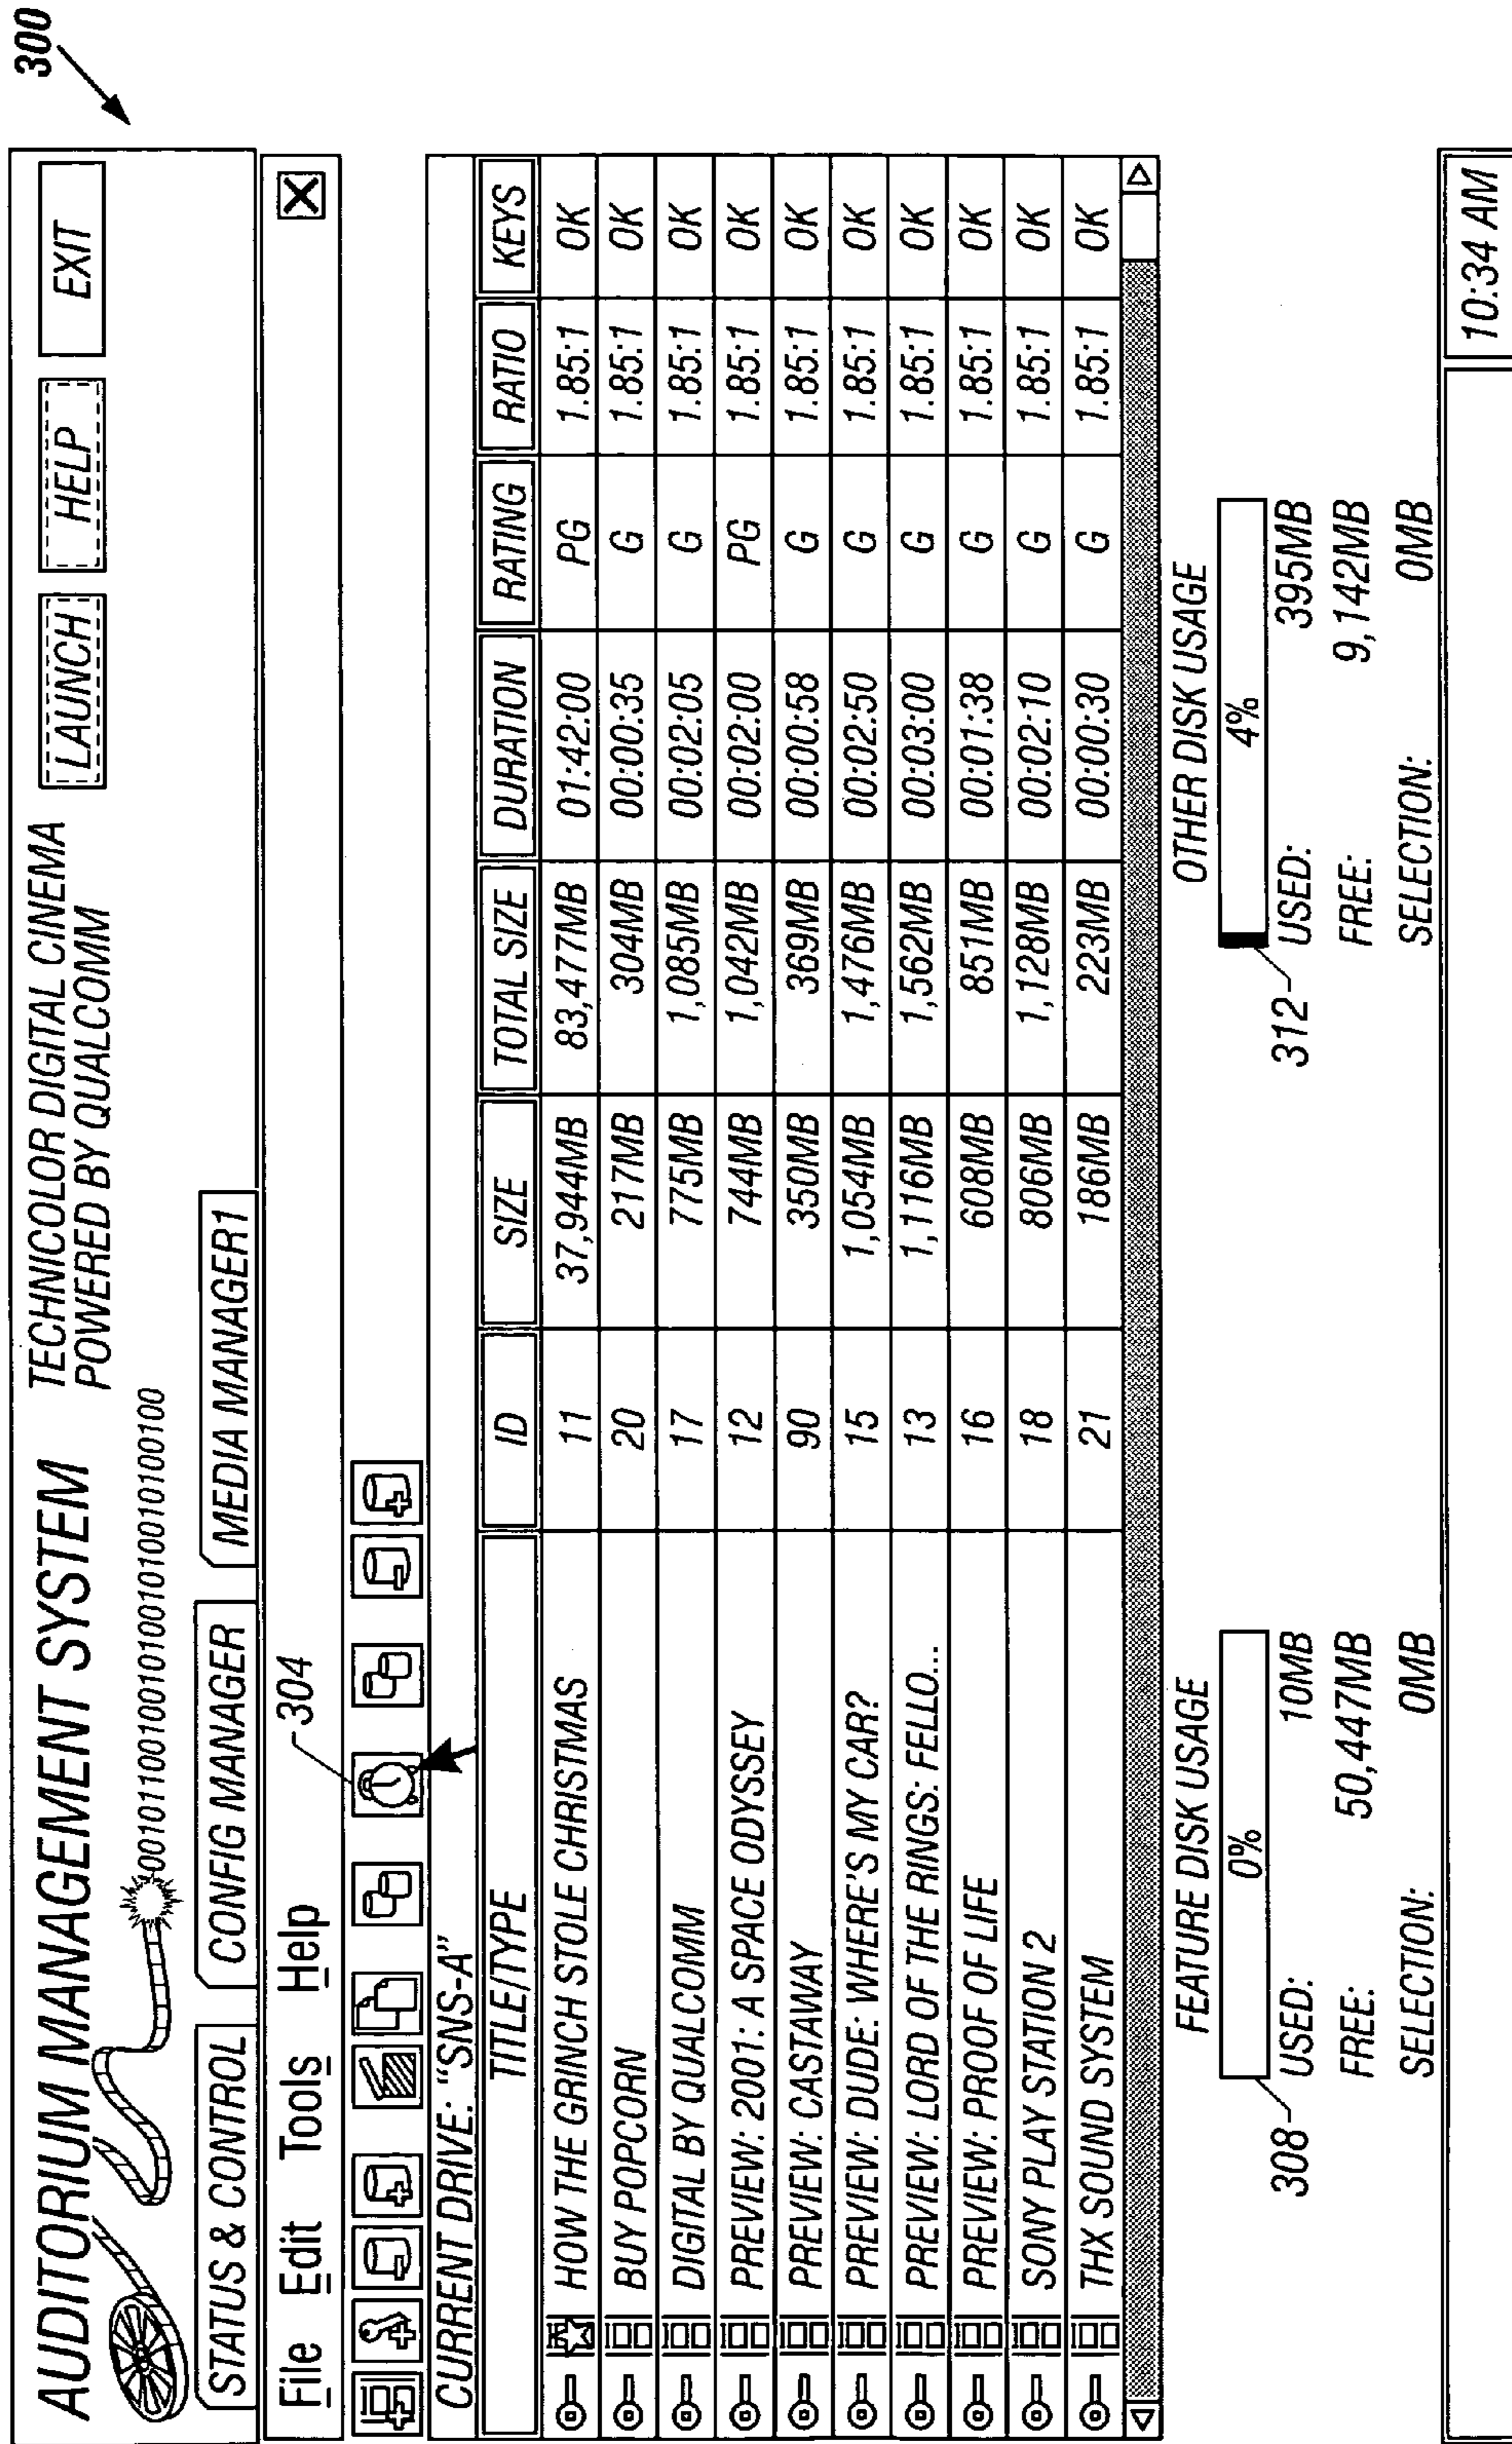 300
AUDITORIUM MANAGEMENT SYSTEM
TECHNICOLOR DIGITAL CINEMA
POWERED BY QUALCOMM
LAUNCH HELP EXIT
STATUS & CONTROL CONFIG MANAGER MEDIA MANAGER1
File Edit Tools Help
304
CURRENT DRIVE: "SNS-A"
TITLE/TYPE ID SIZE TOTAL SIZE DURATION RATING RATIO KEYS
HOW THE GRINCH STOLE CHRISTMAS 11 37,944MB 83,477MB 01:42:00 PG 1.85:1 OK
BUY POPCORN 20 217MB 304MB 00:00:35 G 1.85:1 OK
DIGITAL BY QUALCOMM 17 775MB 1,085MB 00:02:05 G 1.85:1 OK
PREVIEW: 2001: A SPACE ODYSSEY 12 744MB 1,042MB 00:02:00 PG 1.85:1 OK
PREVIEW: CASTAWAY 90 350MB 369MB 00:00:58 G 1.85:1 OK
PREVIEW: DUDE: WHERE'S MY CAR? 15 1,054MB 1,476MB 00:02:50 G 1.85:1 OK
PREVIEW: LORD OF THE RINGS: FELLO... 13 1,116MB 1,562MB 00:03:00 G 1.85:1 OK
PREVIEW: PROOF OF LIFE 16 608MB 851MB 00:01:38 G 1.85:1 OK
SONY PLAY STATION 2 18 806MB 1,128MB 00:02:10 G 1.85:1 OK
THX SOUND SYSTEM 21 186MB 223MB 00:00:30 G 1.85:1 OK
FEATURE DISK USAGE
0%
308
USED: 10MB
FREE: 50,447MB
SELECTION: 0MB
OTHER DISK USAGE
4%
312
USED: 395MB
FREE: 9,142MB
SELECTION: 0MB
10:34 AM